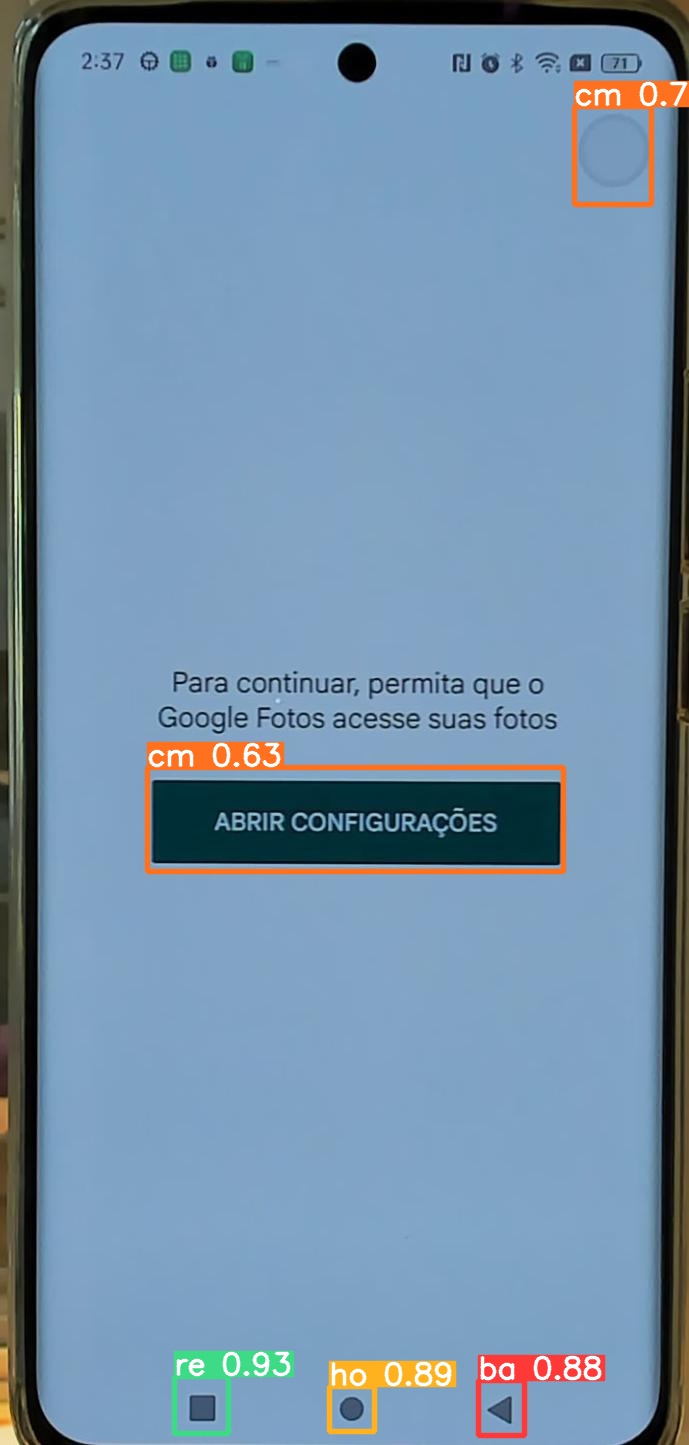 2:37 71
cm 0.7
Para continuar, permita que o
Google Fotos acesse suas fotos
cm 0.63
ABRIR CONFIGURAÇÕES
re 0.93 ho 0.89 ba 0.88